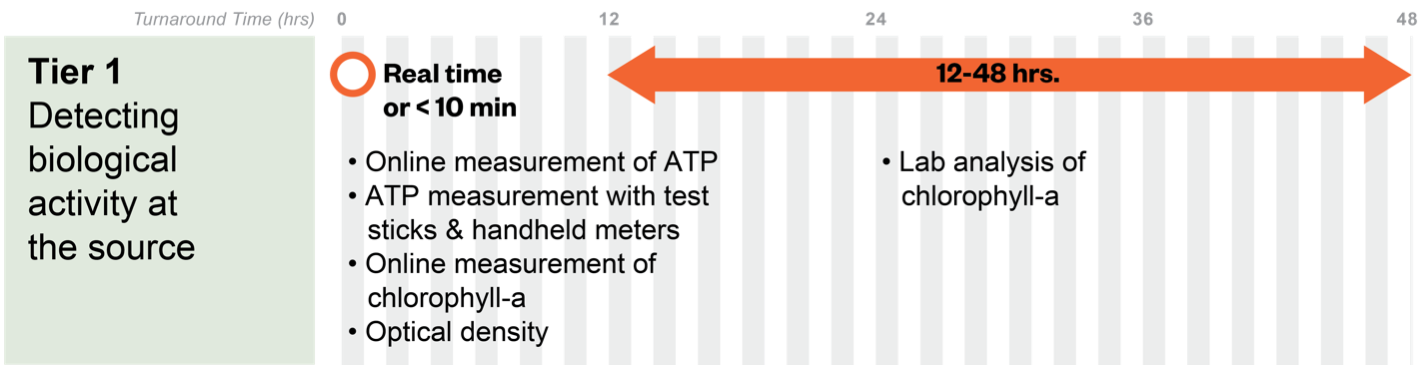 Turnaround Time (hrs) 0 12 24 36 48
Tier 1
Detecting
biological
activity at
the source
Real time
or < 10 min
12-48 hrs.
• Online measurement of ATP
• ATP measurement with test
sticks & handheld meters
• Online measurement of
chlorophyll-a
• Optical density
• Lab analysis of
chlorophyll-a